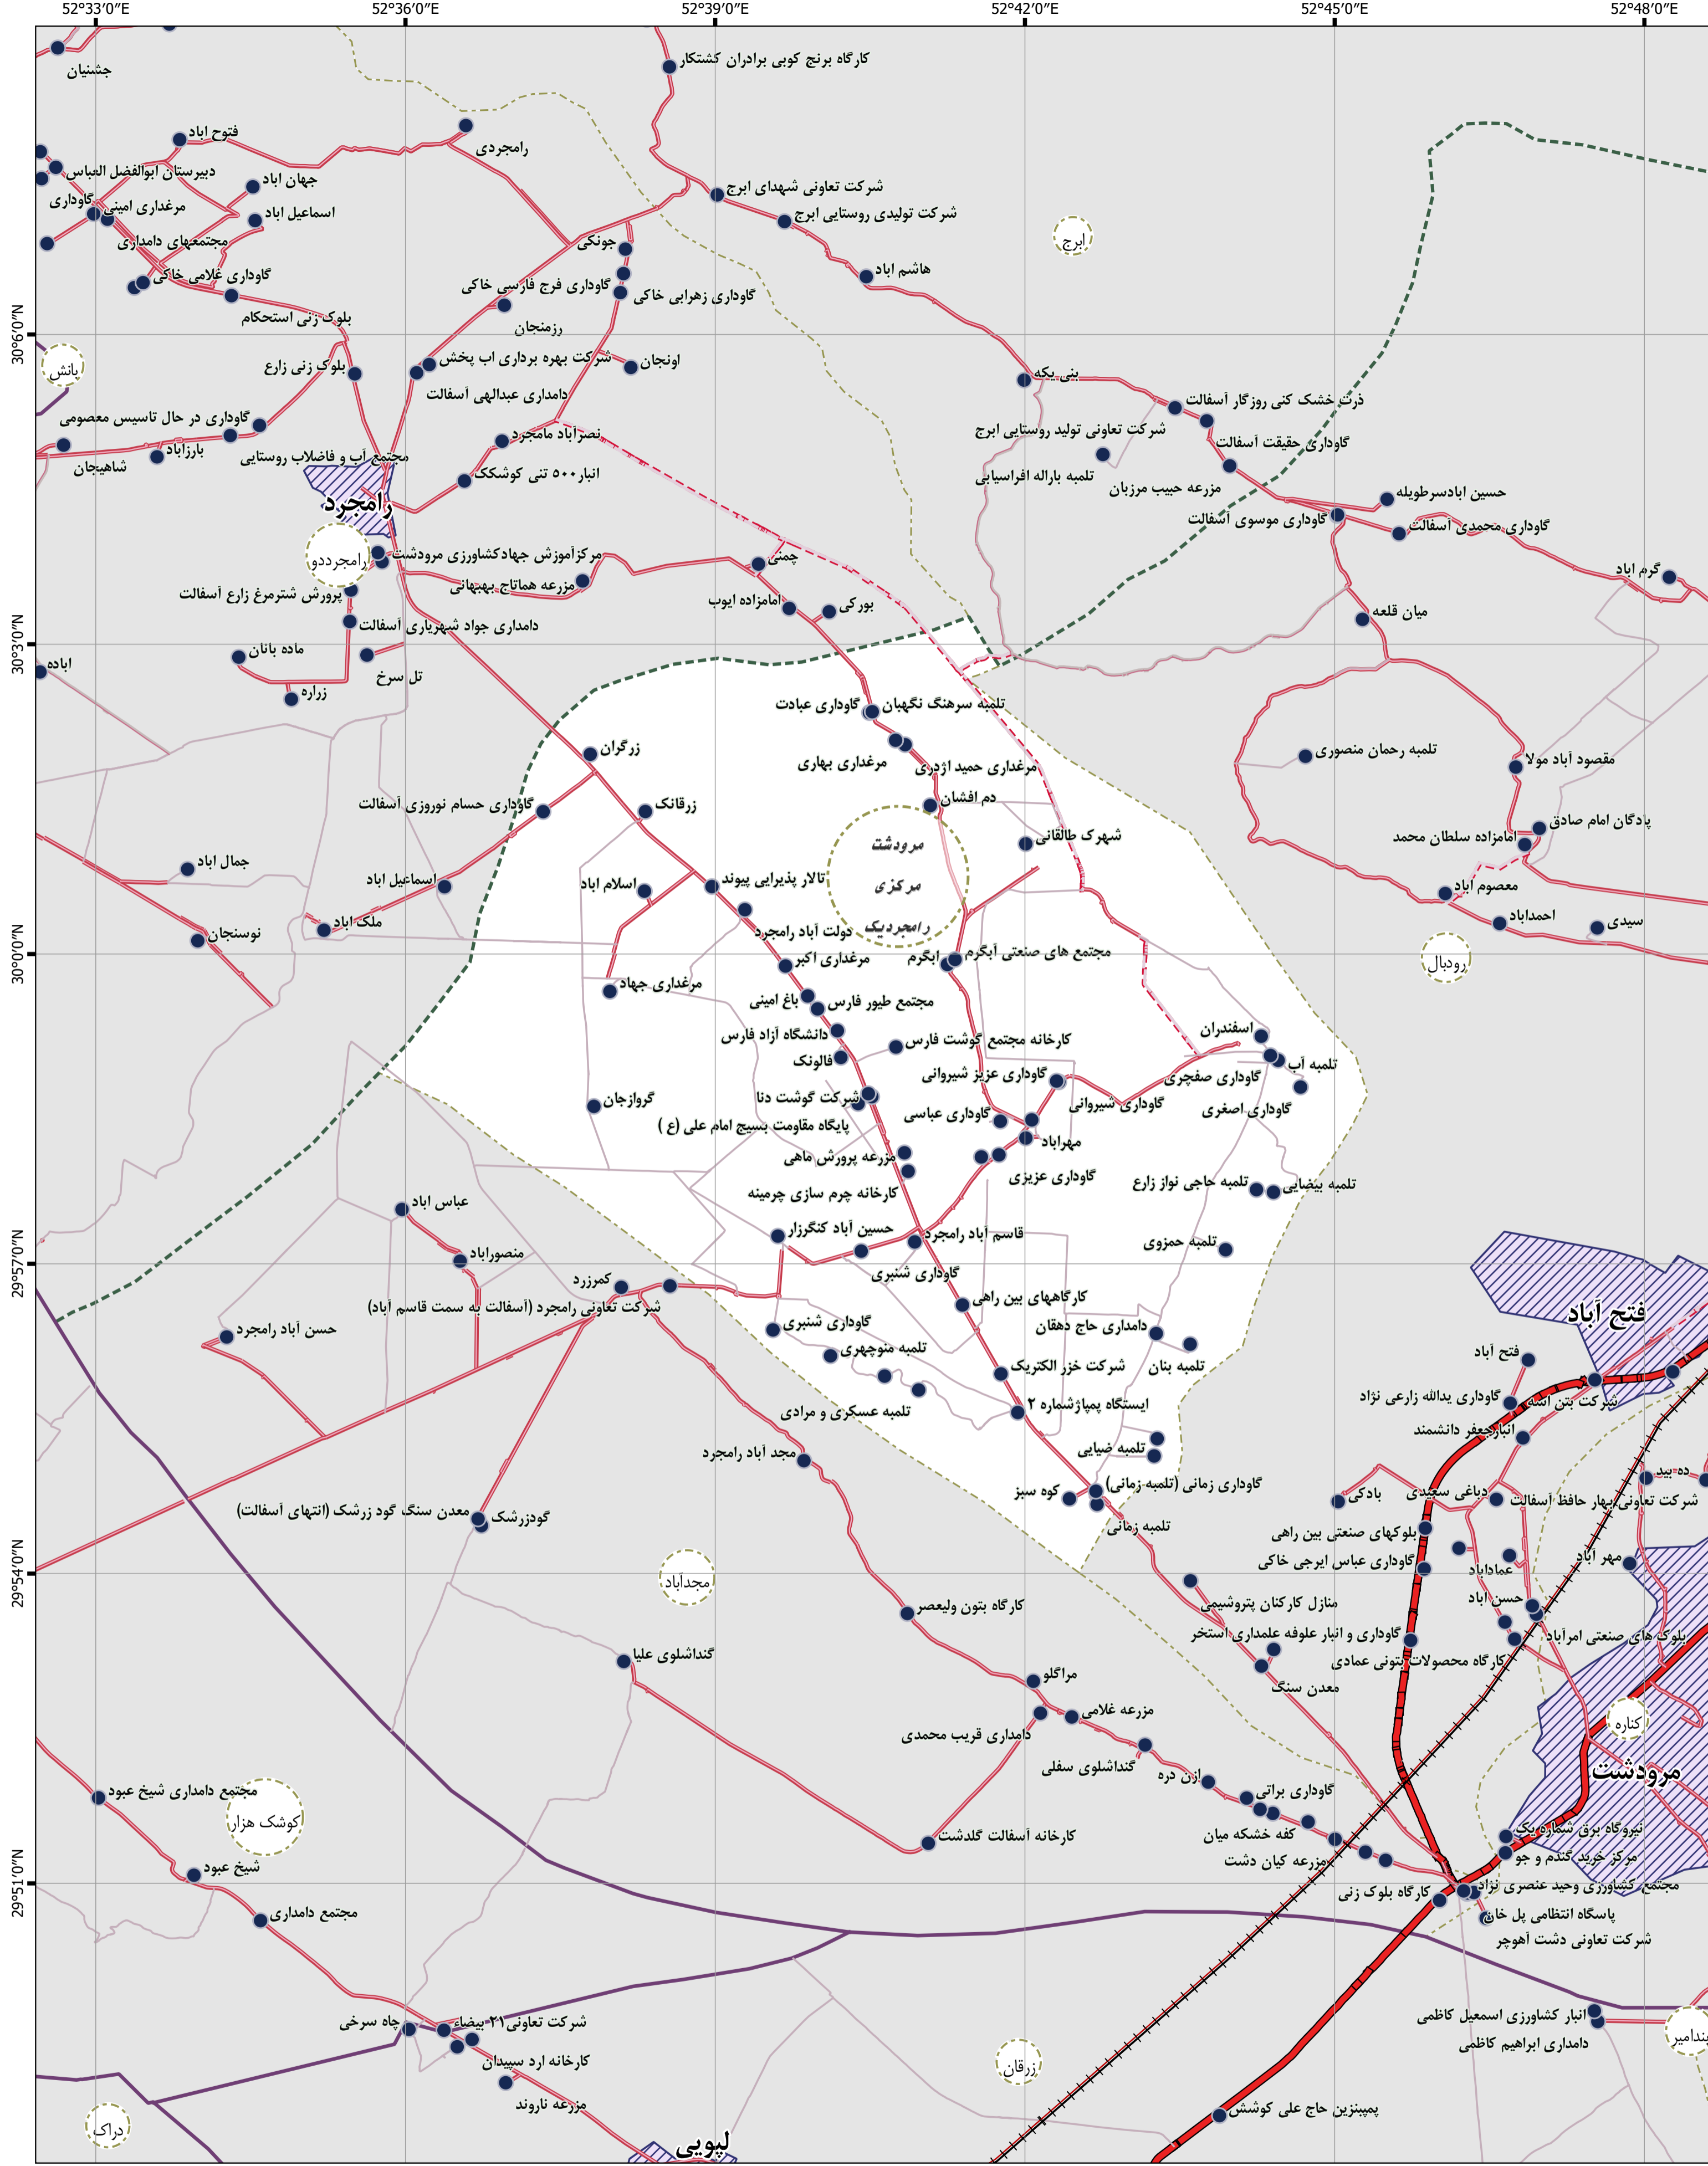 52°33′0″E
52°36′0″E
52°39′0″E
52°42′0″E
52°45′0″E
52°48′0″E
کارگاه برنج کوبی برادران کشتکار
جشنیان
فتوح اباد
رامجردی
دبیرستان ابوالفضل العباس
جهان اباد
شرکت تعاونی شهدای ایرج
گاوداری
مرغداری امینی
اسماعیل اباد
شرکت تولیدی روستایی ایرج
ابرج
مجتمعهای دامداری
جونکی
هاشم اباد
گاوداری غلامی خاکی
گاوداری فرج فارسی خاکی
گاوداری زهرابی خاکی
بلوک زنی استحکام
رزمنجان
30°6′0″N
شرکت بهره برداری اب پخش
اونجان
بانش
بلوک زنی زارع
بنی یکه
دامداری عبدالهی آسفالت
ذرت خشک کنی روزگار آسفالت
گاوداری در حال تاسیس معصومی
شرکت تعاونی تولید روستایی ایرج
گاوداری حقیقت آسفالت
نصرآباد مامجرد
بارزاباد
مجتمع آب و فاضلاب روستایی
شاهیجان
انبار ۵۰۰ تنی کوشکک
تلمبه باراله افراسیابی
مزرعه حبیب مرزبان
حسین ابادسرطویله
رامجرد
گاوداری موسوی آسفالت
گاوداری محمدی آسفالت
مرکزآموزش جهادکشاورزی مرودشت
چمنی
رامجرددو
گرم اباد
مزرعه هماتاج بهبهانی
پرورش شترمرغ زارع آسفالت
امامزاده ایوب
بورکی
میان قلعه
دامداری جواد شهریاری آسفالت
30°3′0″N
ماده بانان
اباده
تل سرخ
زراره
گاوداری عبادت
تلمبه سرهنگ نگهبان
زرگران
تلمبه رحمان منصوری
مرغداری بهاری
مرغداری حمید اژدری
مقصود آباد مولا
گاوداری حسام نوروزی آسفالت
زرقانک
دم افشان
پادگان امام صادق
شهرک طالقانی
امامزاده سلطان محمد
مرودشت
مرکزی
رامجردیک
جمال اباد
اسماعیل اباد
اسلام اباد
تالار پذیرایی پیوند
معصوم آباد
ملک اباد
احمداباد
سیدی
نوسنجان
دولت آباد رامجرد
30°0′0″N
مرغداری اکبر
ابگرم
مجتمع های صنعتی آبگرم
رودبال
مرغداری جهاد
باغ امینی
مجتمع طیور فارس
دانشگاه آزاد فارس
کارخانه مجتمع گوشت فارس
اسفندران
فالونک
تلمبه آب
گاوداری عزیز شیروانی
گاوداری صفچری
گروازجان
شرکت گوشت دنا
گاوداری شیروانی
گاوداری اصغری
گاوداری عباسی
پایگاه مقاومت بسیج امام علی (ع )
مهراباد
مزرعه پرورش ماهی
گاوداری عزیزی
تلمبه حاجی نواز زارع
تلمبه بیضایی
کارخانه چرم سازی چرمینه
عباس اباد
حسین آباد کنگرزار
قاسم آباد رامجرد
تلمبه حمزوی
منصوراباد
29°57′0″N
کمرزرد
گاوداری شنبری
کارگاههای بین راهی
شرکت تعاونی رامجرد (آسفالت به سمت قاسم آباد)
فتح آباد
حسن آباد رامجرد
گاوداری شنبری
دامداری حاج دهقان
تلمبه منوچهری
فتح آباد
شرکت خزر الکتریک
تلمبه بنان
گاوداری یدالله زارعی نژاد
شرکت بتن آسه
تلمبه عسکری و مرادی
ایستگاه پمپاژشماره ۲
انبارجعفر دانشمند
مجد آباد رامجرد
تلمبه ضیایی
ده بید
کوه سبز
گاوداری زمانی (تلمبه زمانی)
بادکی
دباغی سعیدی
شرکت تعاونی بهار حافظ آسفالت
معدن سنگ گود زرشک (انتهای آسفالت)
گودزرشک
تلمبه زمانی
بلوکهای صنعتی بین راهی
گاوداری عباس ایرجی خاکی
مهر آباد
29°54′0″N
عماداباد
مجدآباد
حسن اباد
کارگاه بتون ولیعصر
منازل کارکنان پتروشیمی
گاوداری و انبار علوفه علمداری استخر
بلوک های صنعتی امرآباد
گنداشلوی علیا
کارگاه محصولات بتونی عمادی
مراگلو
معدن سنگ
مزرعه غلامی
کناره
دامداری قریب محمدی
گنداشلوی سفلی
ازن دره
مرودشت
مجتمع دامداری شیخ عبود
گاوداری براتی
کوشک هزار
کارخانه آسفالت گلدشت
کفه خشکه میان
نیروگاه برق شماره یک
مزرعه کیان دشت
مرکز خرید گندم و جو
شیخ عبود
29°51′0″N
کارگاه بلوک زنی
مجتمع کشاورزی وحید عنصری نژاد
مجتمع دامداری
پاسگاه انتظامی پل خان
شرکت تعاونی دشت آهوچر
چاه سرخی
شرکت تعاونی۲۱ بیضاء
انبار کشاورزی اسمعیل کاظمی
بندامیر
دامداری ابراهیم کاظمی
کارخانه ارد سپیدان
زرقان
مزرعه ناروند
پمپبنزین حاج علی کوشش
دراک
لپویی